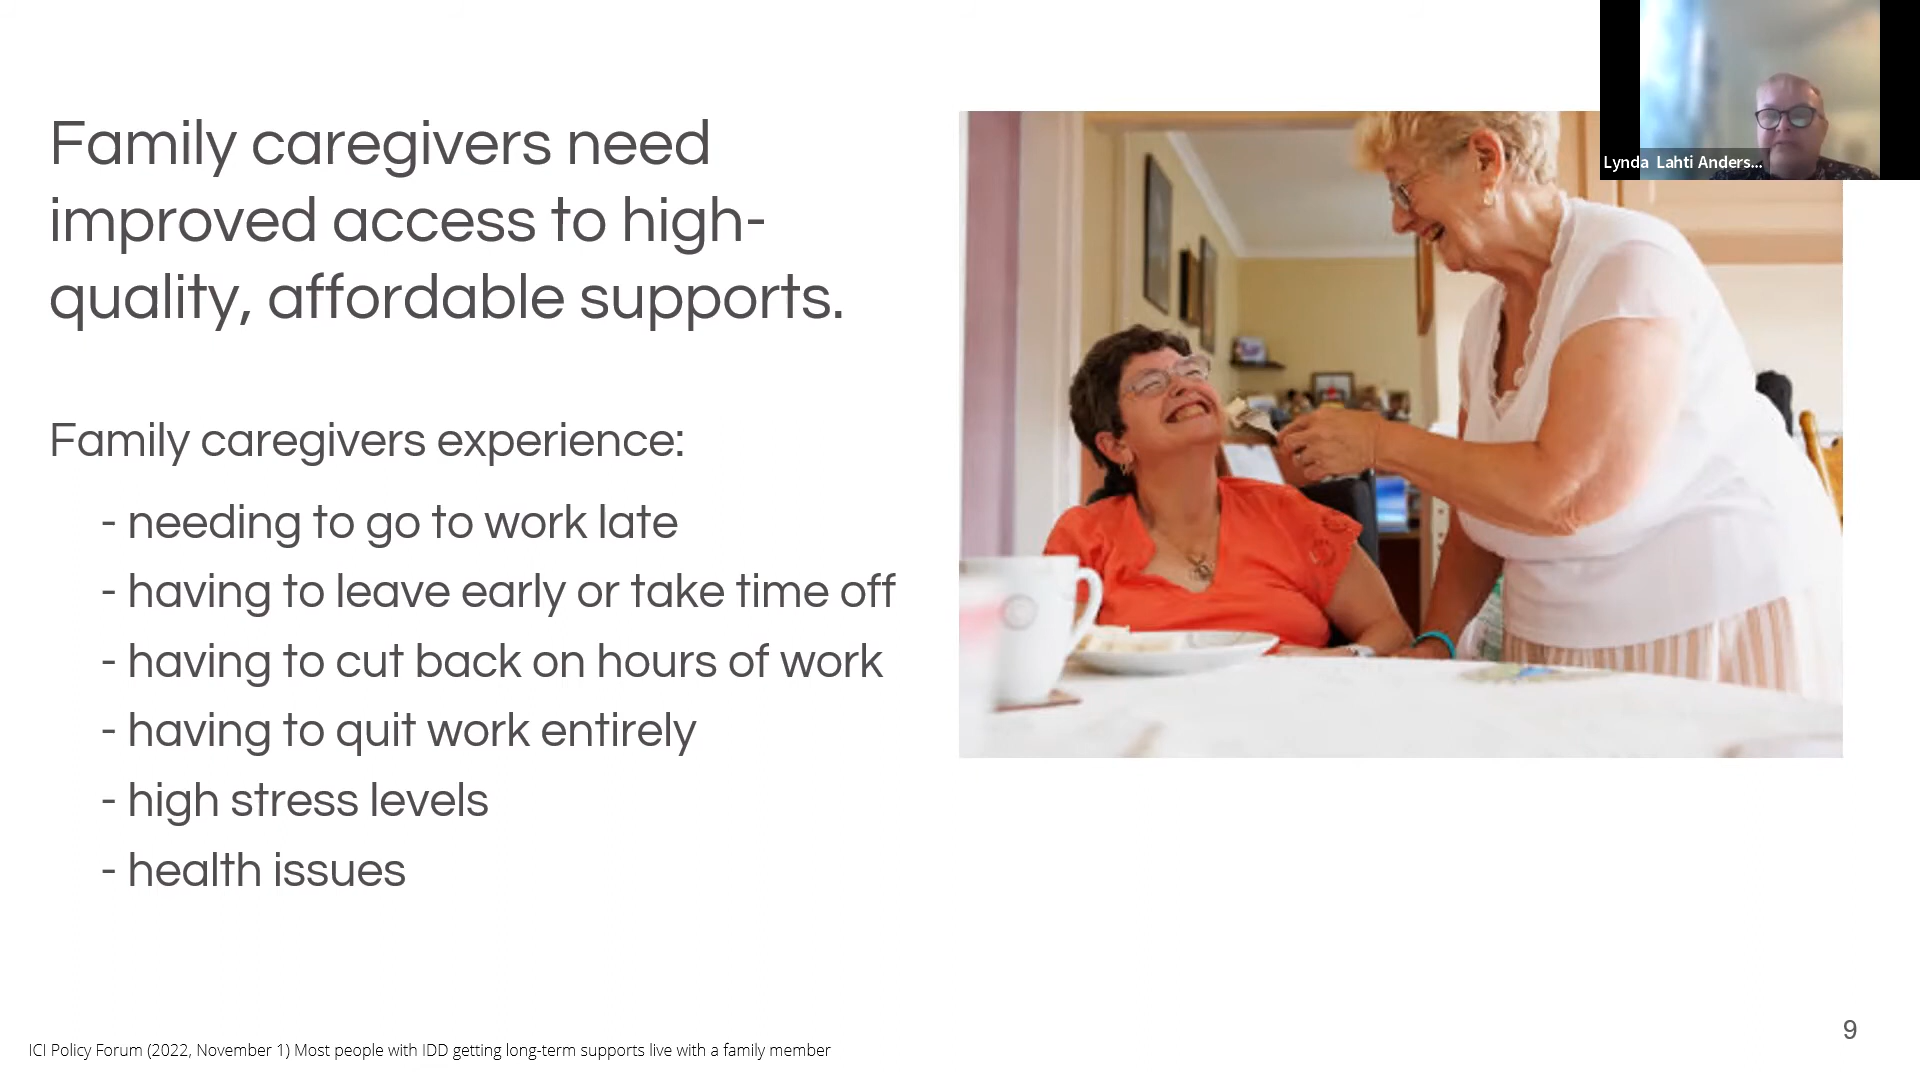 Family caregivers need
improved access to high-
quality, affordable supports.
Family caregivers experience:
- needing to go to work late
- having to leave early or take time off
- having to cut back on hours of work
- having to quit work entirely
- high stress levels
- health issues
Lynda Lahti Anders...
ICI Policy Forum (2022, November 1) Most people with IDD getting long-term supports live with a family member
9